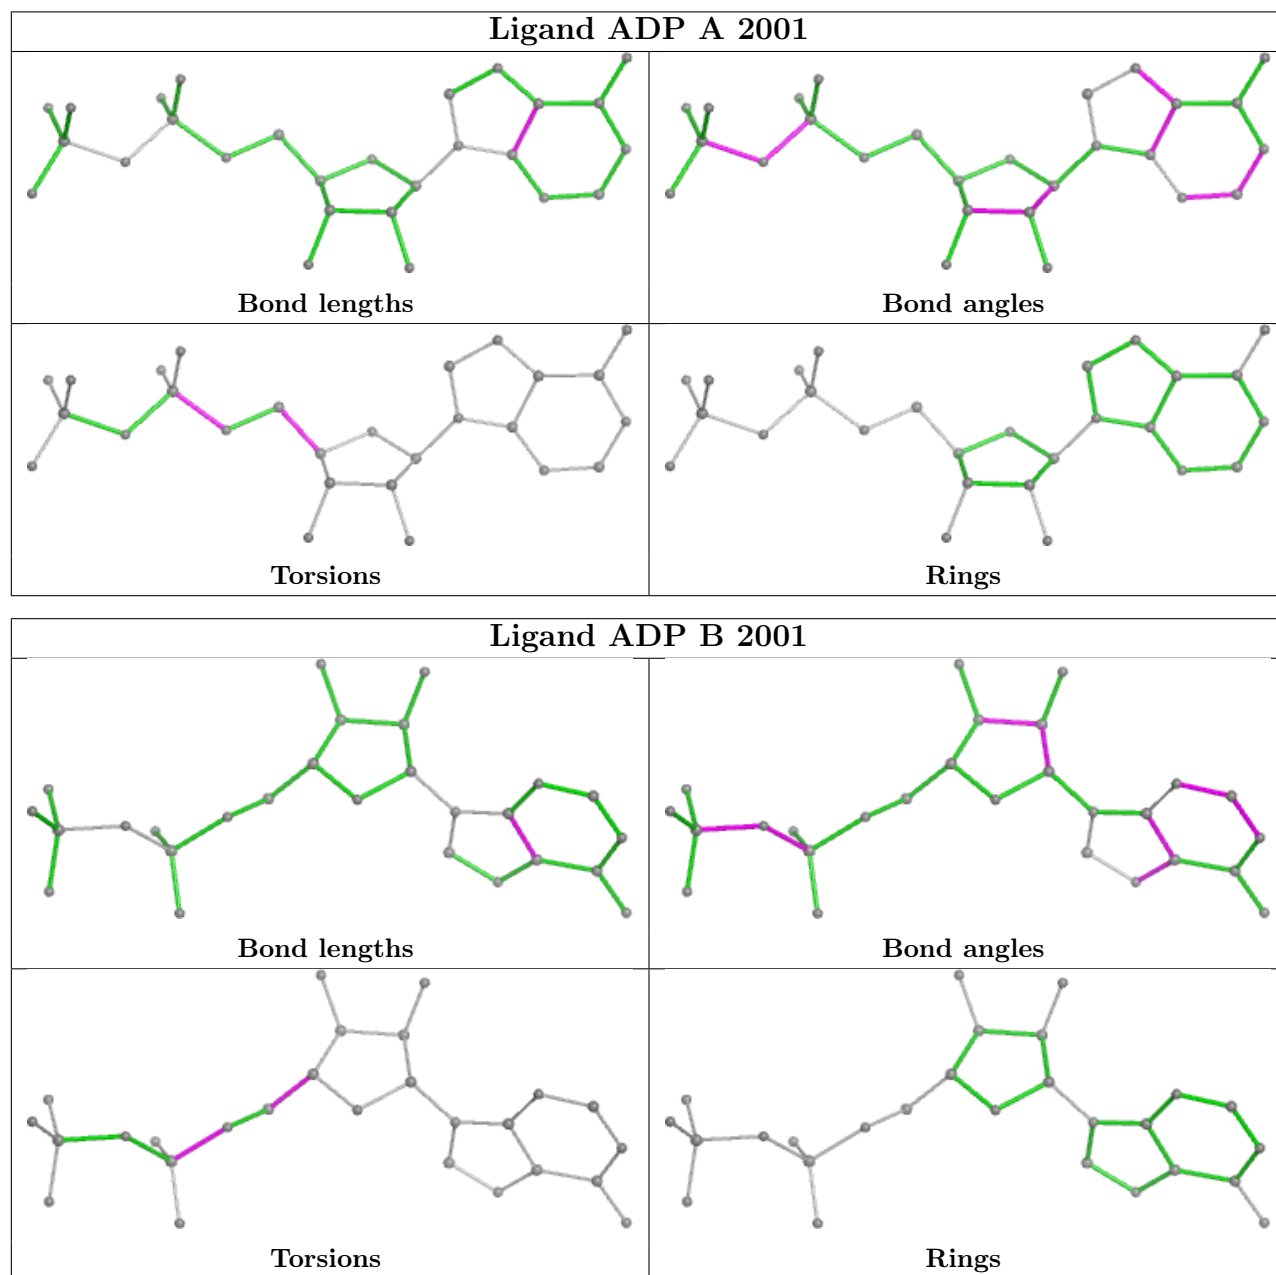 Ligand ADP A 2001
Bond lengths
Bond angles
Torsions
Rings
Ligand ADP B 2001
Bond lengths
Bond angles
Torsions
Rings